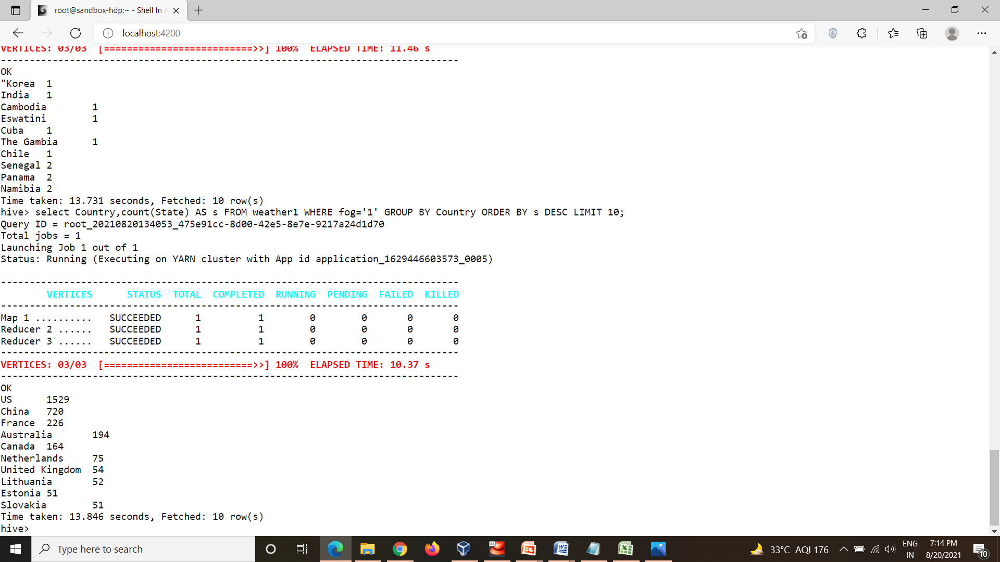 root@sandbox-hdp:~ - Shell In A
localhost:4200
VERTICES: 03/03  [==========================>>] 100%  ELAPSED TIME: 11.46 s
--------------------------------------------------------------------------------
OK
"Korea  1
India   1
Cambodia        1
Eswatini        1
Cuba    1
The Gambia      1
Chile   1
Senegal 2
Panama  2
Namibia 2
Time taken: 13.731 seconds, Fetched: 10 row(s)
hive> select Country,count(State) AS s FROM weather1 WHERE fog='1' GROUP BY Country ORDER BY s DESC LIMIT 10;
Query ID = root_20210820134053_475e91cc-8d00-42e5-8e7e-9217a24d1d70
Total jobs = 1
Launching Job 1 out of 1
Status: Running (Executing on YARN cluster with App id application_1629446603573_0005)
--------------------------------------------------------------------------------
        VERTICES      STATUS  TOTAL  COMPLETED  RUNNING  PENDING  FAILED  KILLED
--------------------------------------------------------------------------------
Map 1 ..........   SUCCEEDED      1          1        0        0       0       0
Reducer 2 ......   SUCCEEDED      1          1        0        0       0       0
Reducer 3 ......   SUCCEEDED      1          1        0        0       0       0
--------------------------------------------------------------------------------
VERTICES: 03/03  [==========================>>] 100%  ELAPSED TIME: 10.37 s
--------------------------------------------------------------------------------
OK
US      1529
China   720
France  226
Australia       194
Canada  164
Netherlands     75
United Kingdom  54
Lithuania       52
Estonia 51
Slovakia        51
Time taken: 13.846 seconds, Fetched: 10 row(s)
hive>
Type here to search
33°C AQI 176
ENG
IN
7:14 PM
8/20/2021
10
64